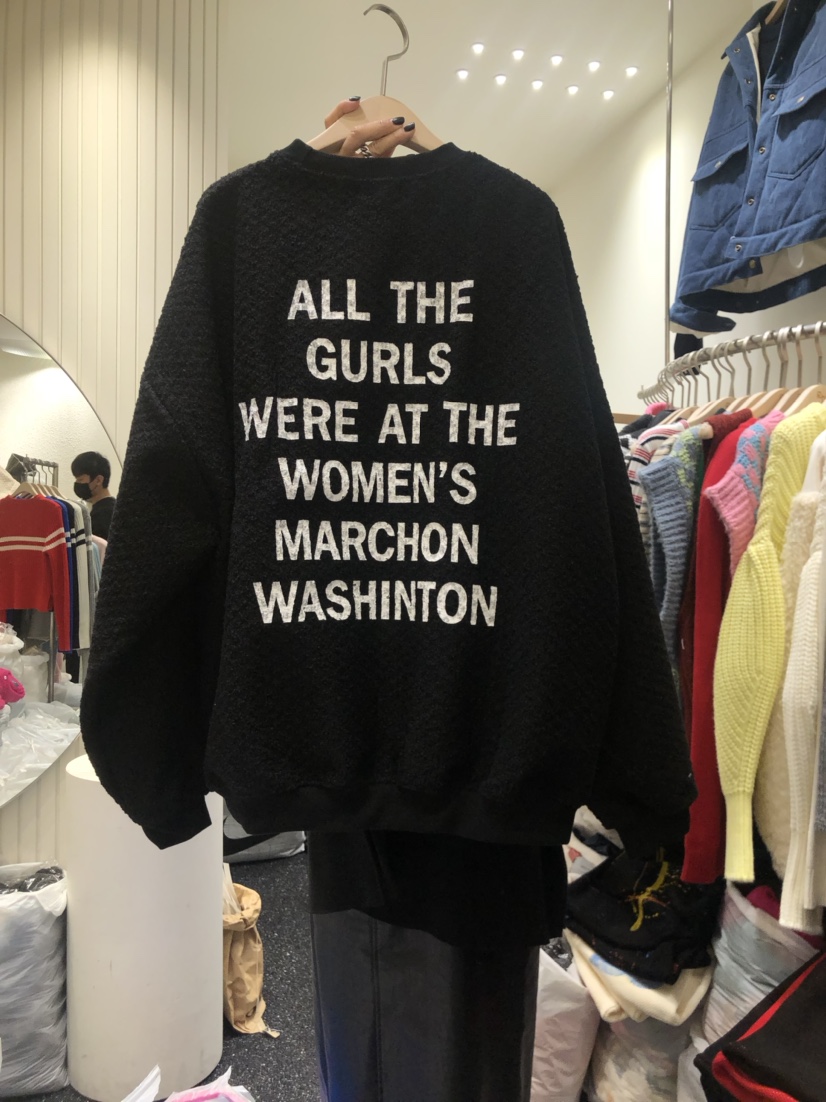 ALL THE
GURLS
WERE AT THE
WOMEN'S
MARCHON
WASHINTON